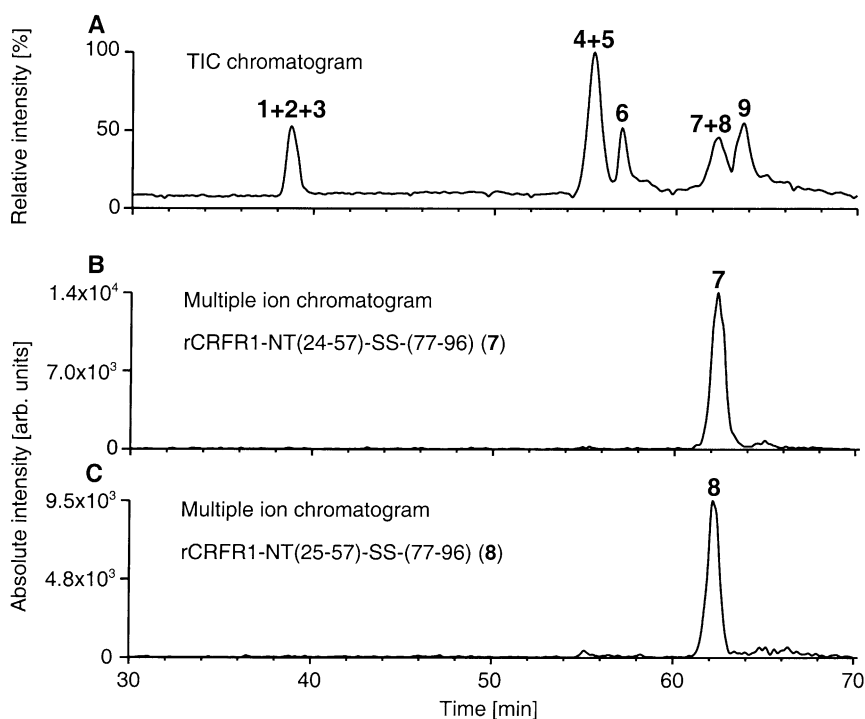 A
Relative intensity [%]
100
50
0
TIC chromatogram
1+2+3
4+5
6
7+8
9
B
Absolute intensity [arb. units]
1.4x10⁴
7.0x10³
0
Multiple ion chromatogram
rCRFR1-NT(24-57)-SS-(77-96) (7)
7
C
9.5x10³
4.8x10³
0
Multiple ion chromatogram
rCRFR1-NT(25-57)-SS-(77-96) (8)
8
30 40 50 60 70
Time [min]